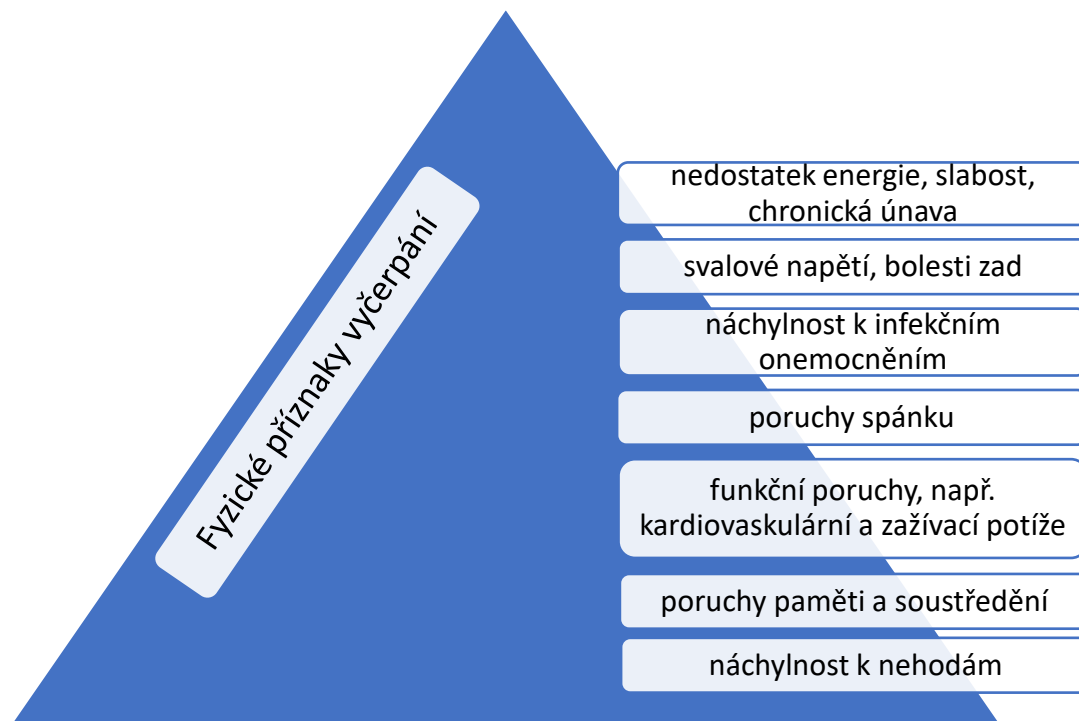 Fyzické příznaky vyčerpání
nedostatek energie, slabost,
chronická únava
svalové napětí, bolesti zad
náchylnost k infekčním
onemocněním
poruchy spánku
funkční poruchy, např.
kardiovaskulární a zažívací potíže
poruchy paměti a soustředění
náchylnost k nehodám